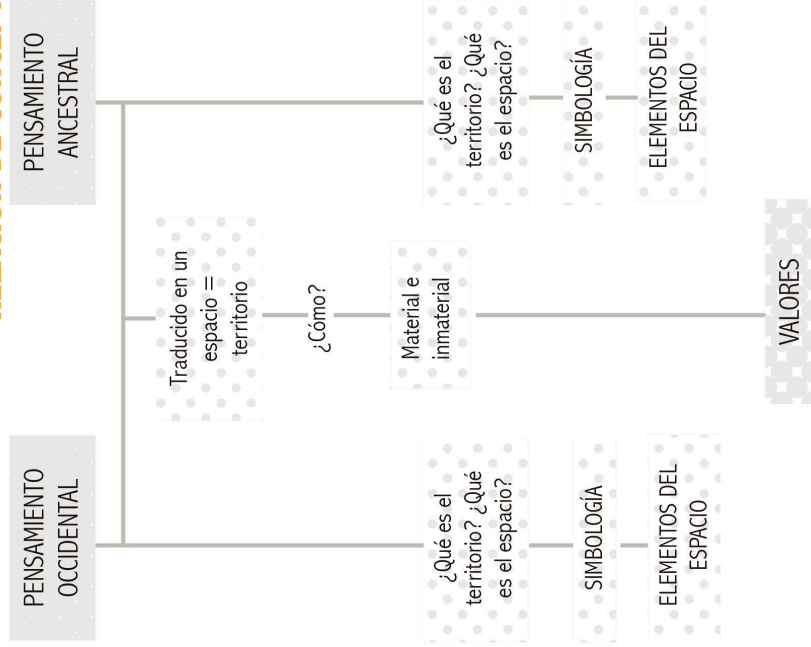 PENSAMIENTO
OCCIDENTAL
PENSAMIENTO
ANCESTRAL
Traducido en un
espacio =
territorio
¿Cómo?
Material e
inmaterial
¿Qué es el
territorio? ¿Qué
es el espacio?
SIMBOLOGÍA
ELEMENTOS DEL
ESPACIO
¿Qué es el
territorio? ¿Qué
es el espacio?
SIMBOLOGÍA
ELEMENTOS DEL
ESPACIO
VALORES